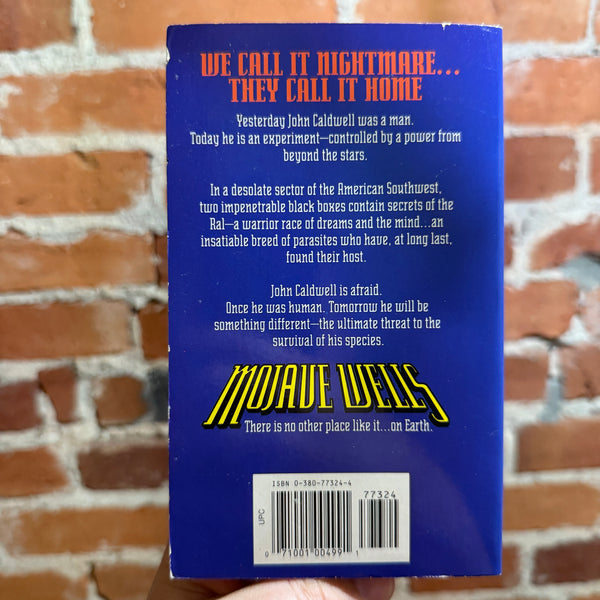 WE CALL IT NIGHTMARE...
THEY CALL IT HOME
Yesterday John Caldwell was a man.
Today he is an experiment—controlled by a power from
beyond the stars.
In a desolate sector of the American Southwest,
two impenetrable black boxes contain secrets of the
Ral—a warrior race of dreams and the mind...an
insatiable breed of parasites who have, at long last,
found their host.
John Caldwell is afraid.
Once he was human. Tomorrow he will be
something different—the ultimate threat to the
survival of his species.
MOJAVE WELLS
There is no other place like it...on Earth.
ISBN 0-380-77324-4
77324
UPC
0 71001 00499 1